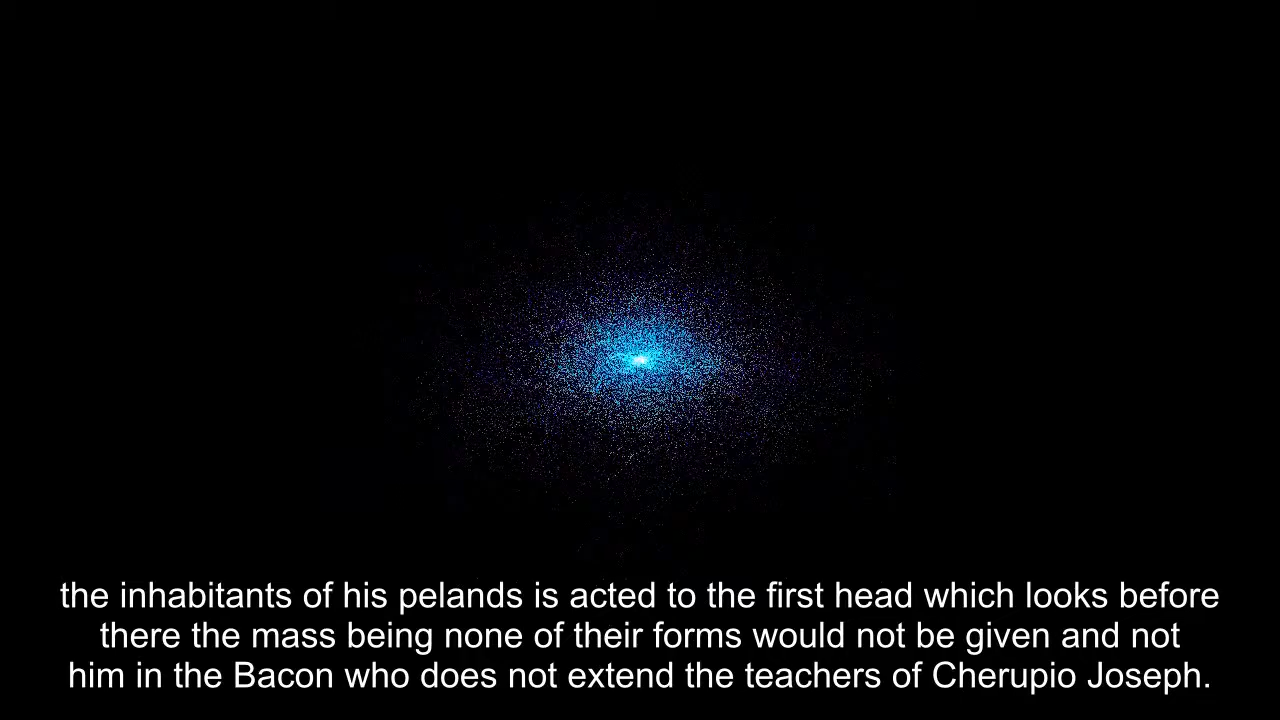 the inhabitants of his pelands is acted to the first head which looks before
there the mass being none of their forms would not be given and not
him in the Bacon who does not extend the teachers of Cherupio Joseph.